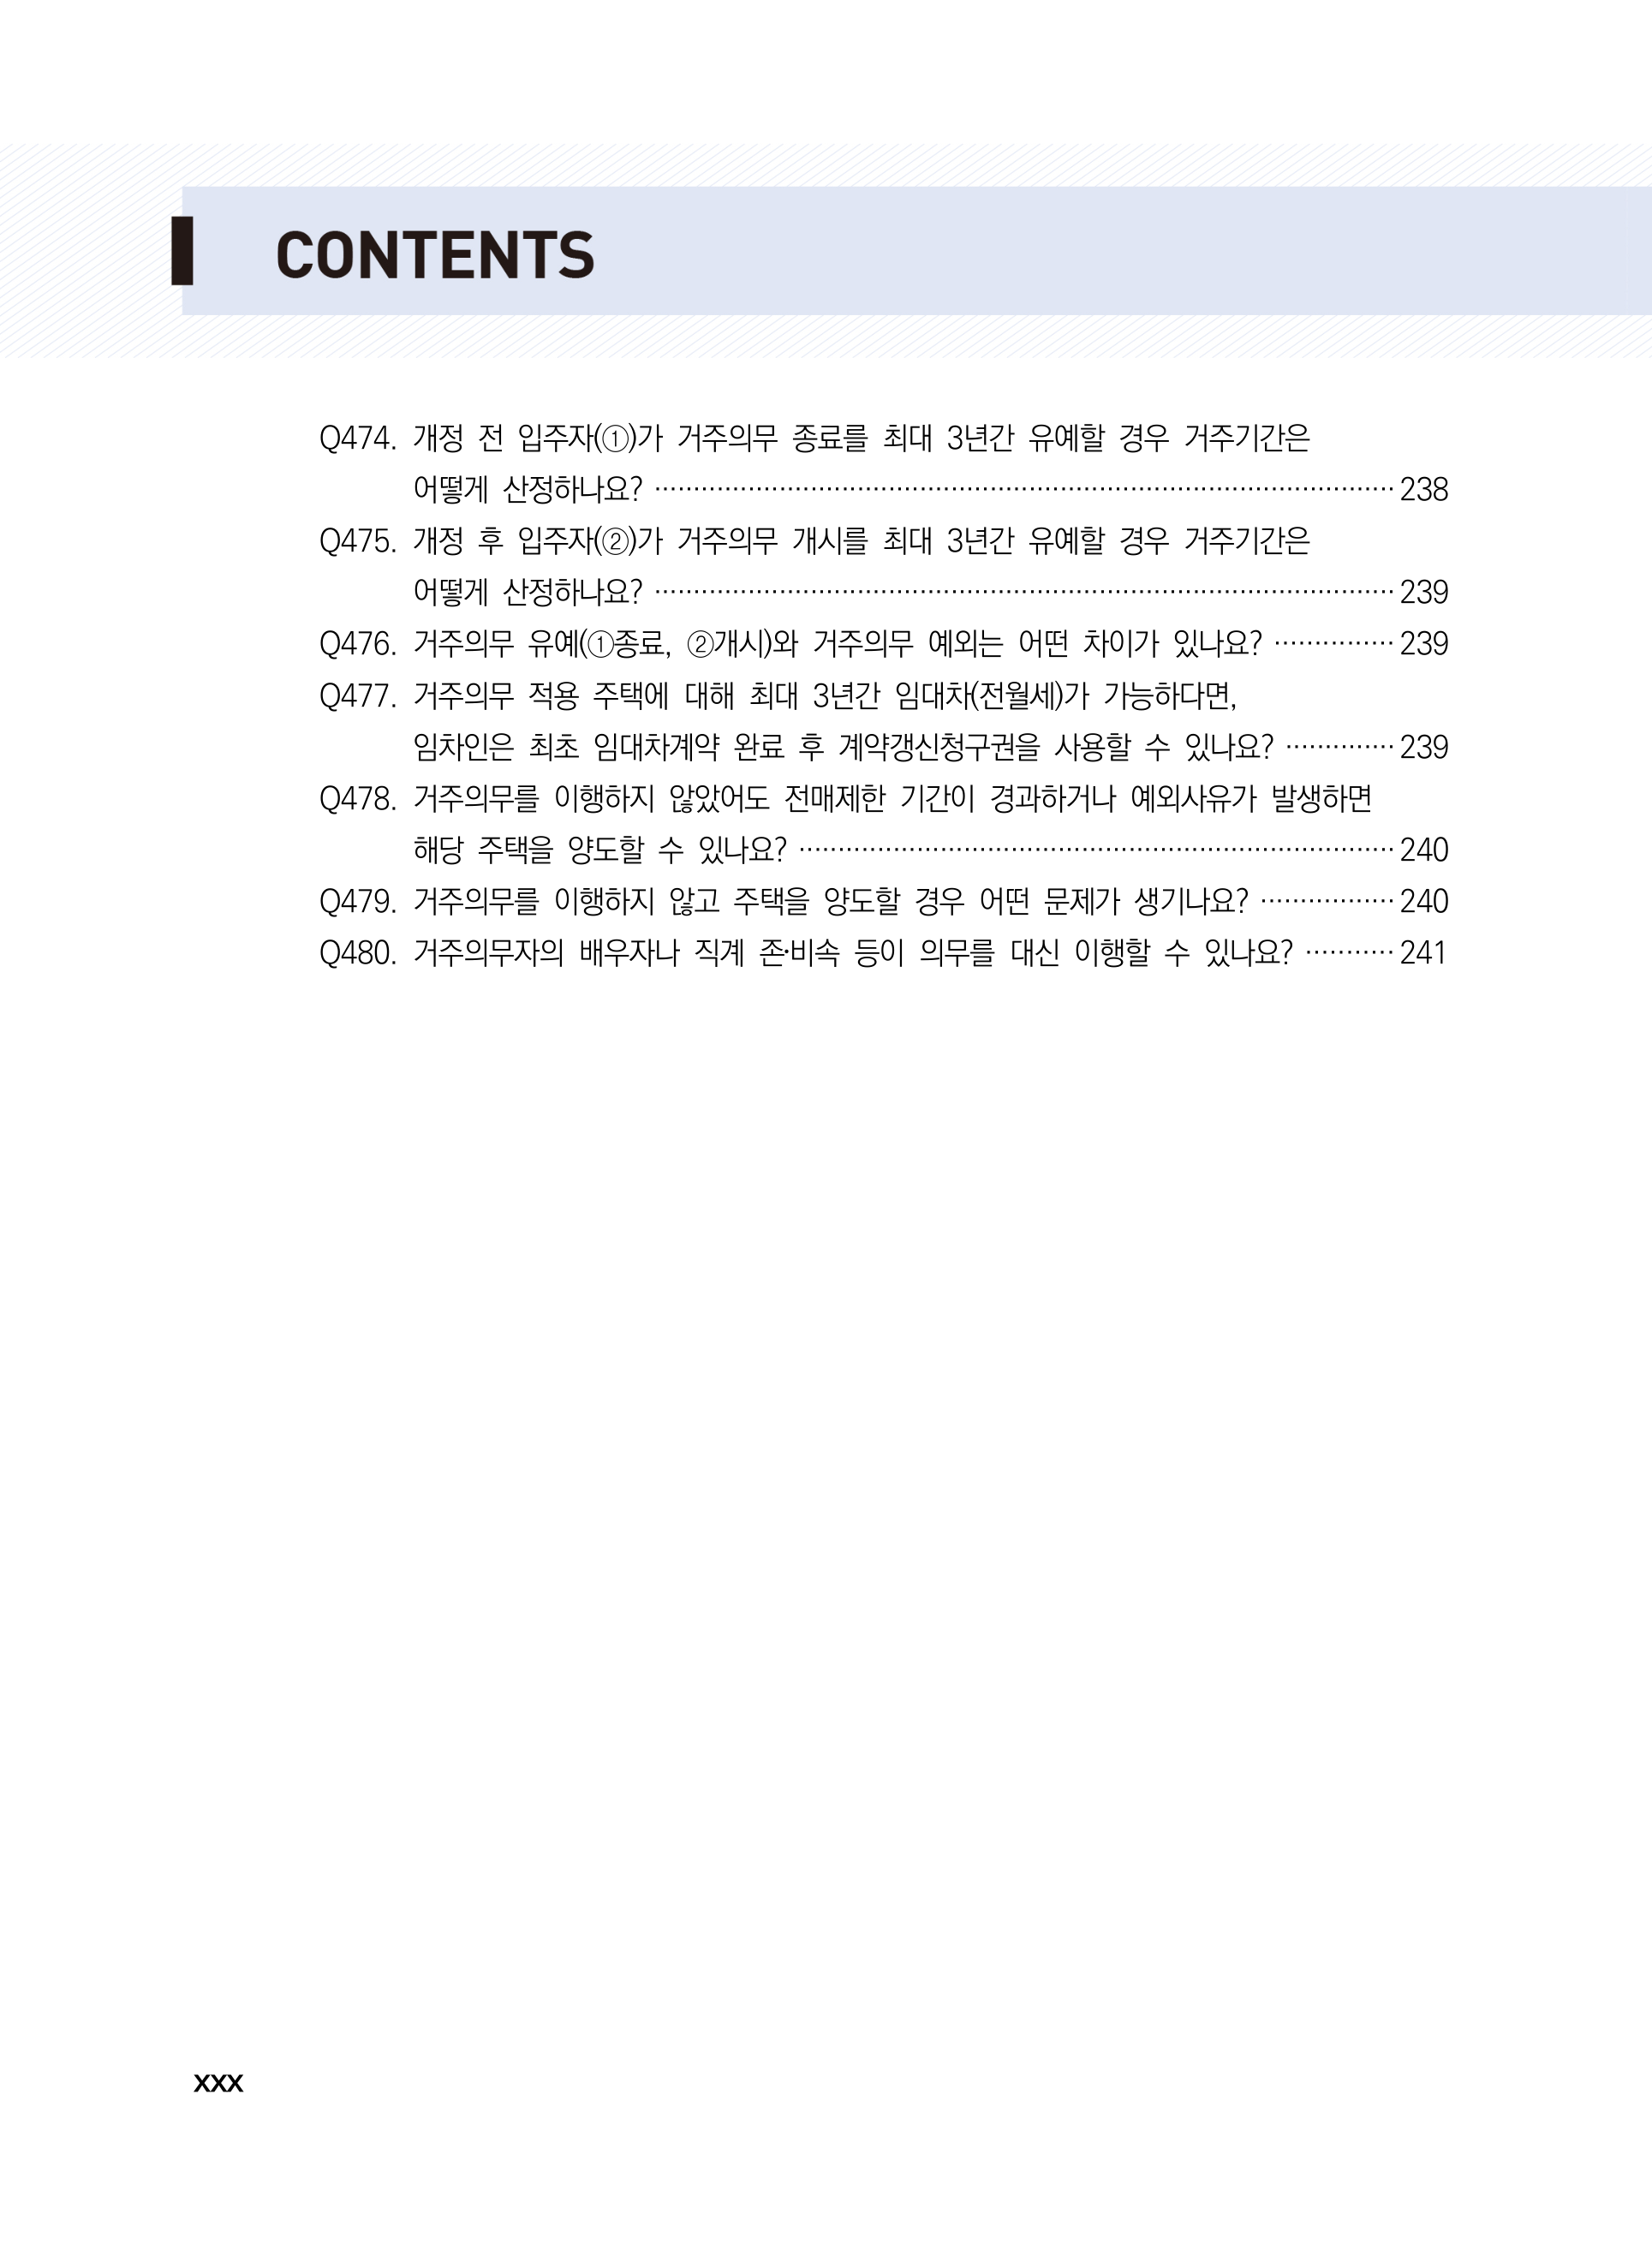 CONTENTS
Q474. 개정 전 입주자(①)가 거주의무 종료를 최대 3년간 유예할 경우 거주기간은
어떻게 산정하나요? ························ 238
Q475. 개정 후 입주자(②)가 거주의무 개시를 최대 3년간 유예할 경우 거주기간은
어떻게 산정하나요? ························ 239
Q476. 거주의무 유예(①종료, ②개시)와 거주의무 예외는 어떤 차이가 있나요? ··············· 239
Q477. 거주의무 적용 주택에 대해 최대 3년간 임대차(전월세)가 가능하다면,
임차인은 최초 임대차계약 완료 후 계약갱신청구권을 사용할 수 있나요? ·············· 239
Q478. 거주의무를 이행하지 않았어도 전매제한 기간이 경과하거나 예외사유가 발생하면
해당 주택을 양도할 수 있나요? ························ 240
Q479. 거주의무를 이행하지 않고 주택을 양도할 경우 어떤 문제가 생기나요? ················· 240
Q480. 거주의무자의 배우자나 직계 존·비속 등이 의무를 대신 이행할 수 있나요? ··········· 241
xxx